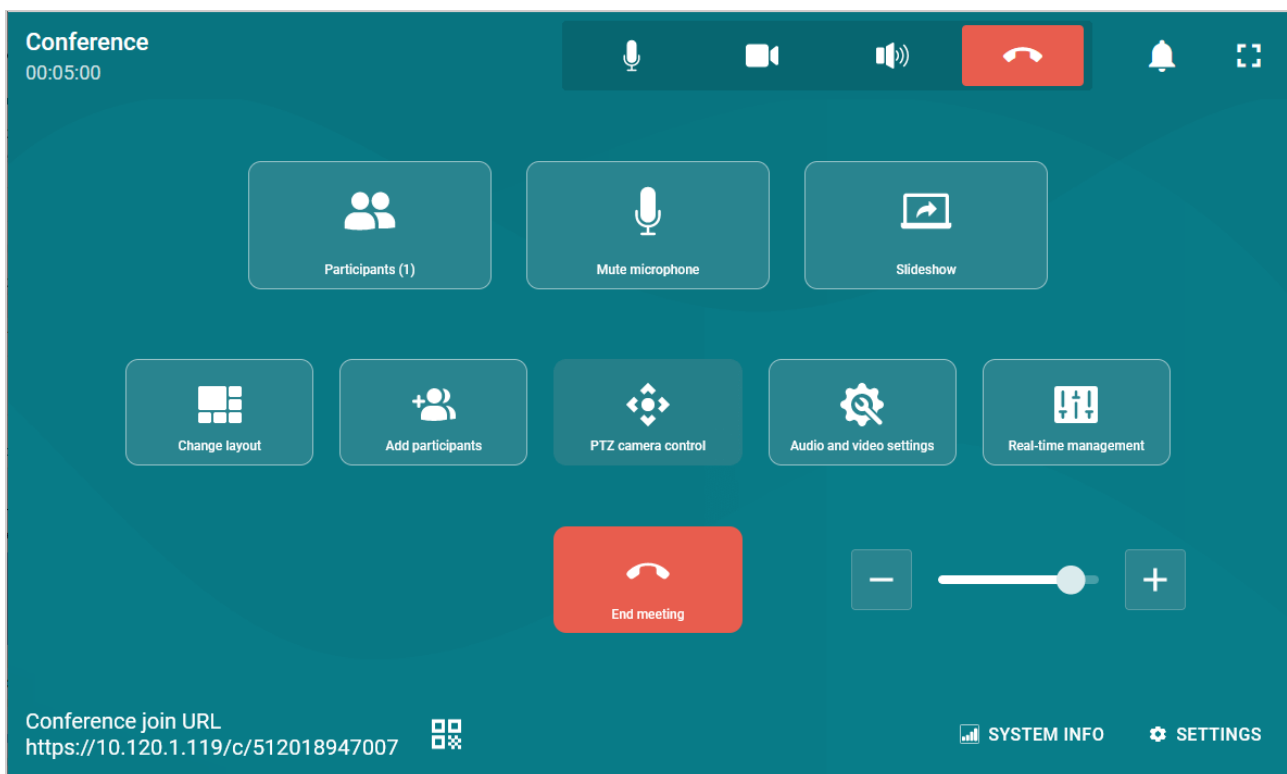 Conference
00:05:00
Participants (1)
Mute microphone
Slideshow
Change layout
Add participants
PTZ camera control
Audio and video settings
Real-time management
End meeting
Conference join URL
https://10.120.1.119/c/512018947007
SYSTEM INFO
SETTINGS